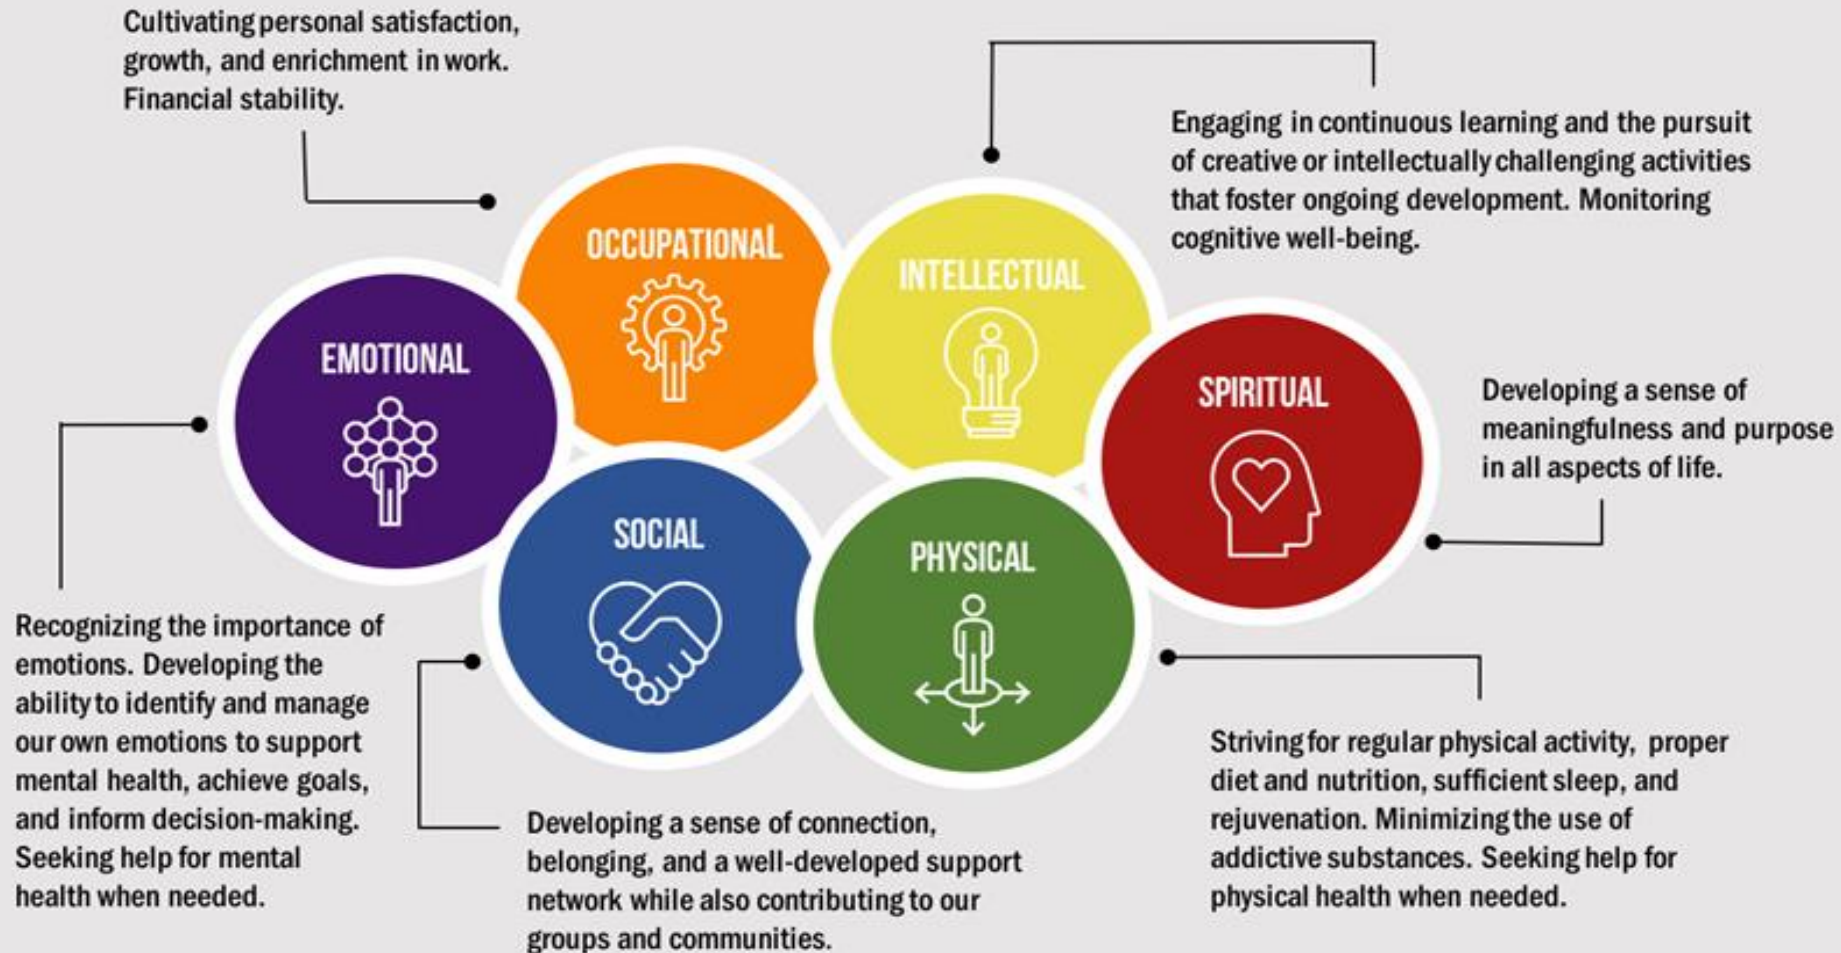 Cultivating personal satisfaction,
growth, and enrichment in work.
Financial stability.
Engaging in continuous learning and the pursuit
of creative or intellectually challenging activities
that foster ongoing development. Monitoring
cognitive well-being.
OCCUPATIONAL
INTELLECTUAL
EMOTIONAL
SPIRITUAL
Developing a sense of
meaningfulness and purpose
in all aspects of life.
SOCIAL
PHYSICAL
Recognizing the importance of
emotions. Developing the
ability to identify and manage
our own emotions to support
mental health, achieve goals,
and inform decision-making.
Seeking help for mental
health when needed.
Developing a sense of connection,
belonging, and a well-developed support
network while also contributing to our
groups and communities.
Striving for regular physical activity, proper
diet and nutrition, sufficient sleep, and
rejuvenation. Minimizing the use of
addictive substances. Seeking help for
physical health when needed.